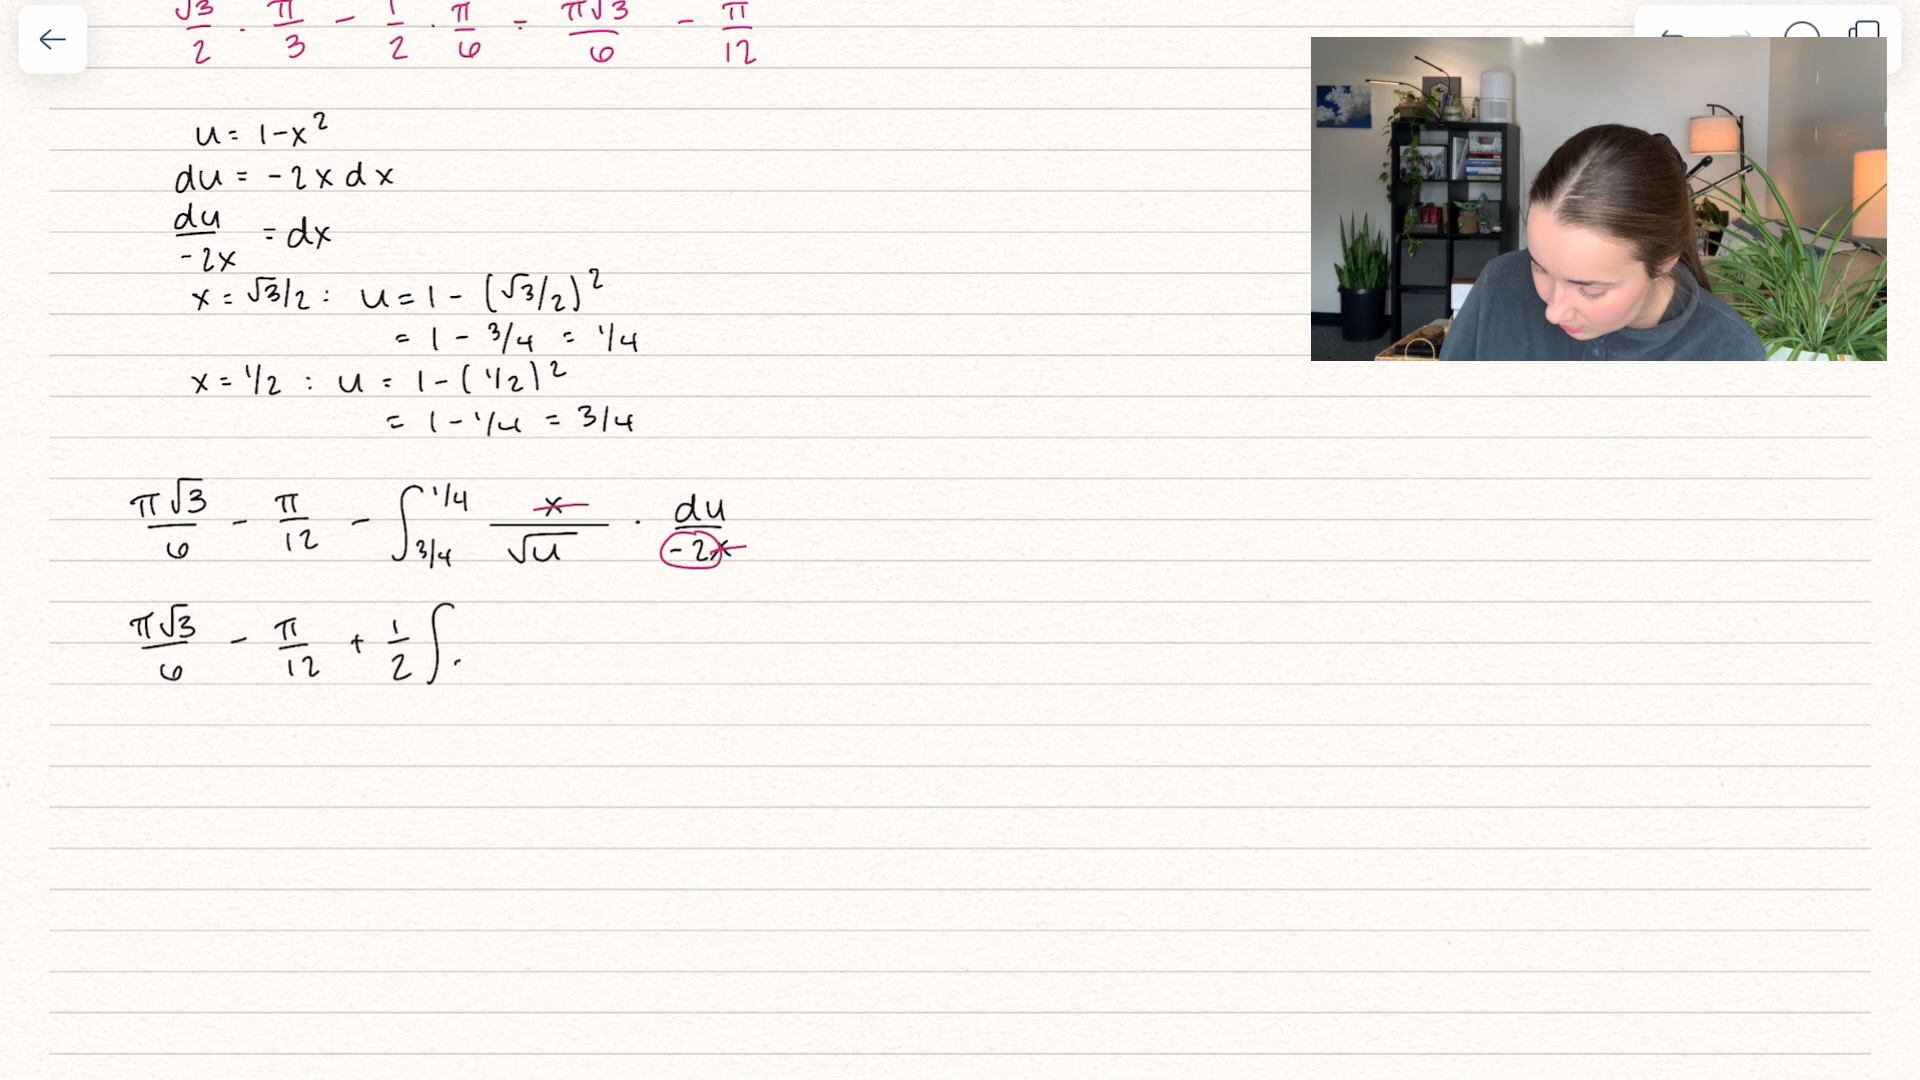 √3/2 · π/3 - 1/2 · π/6 = π√3/6 - π/12
u = 1-x²
du = -2x dx
du/-2x = dx
x = √3/2 : u = 1 - (√3/2)²
= 1 - 3/4 = 1/4
x = 1/2 : u = 1-(1/2)²
= 1 - 1/4 = 3/4
π√3/6 - π/12 - ∫_{3/4}^{1/4} x/√u · du/-2x
π√3/6 - π/12 + 1/2 ∫